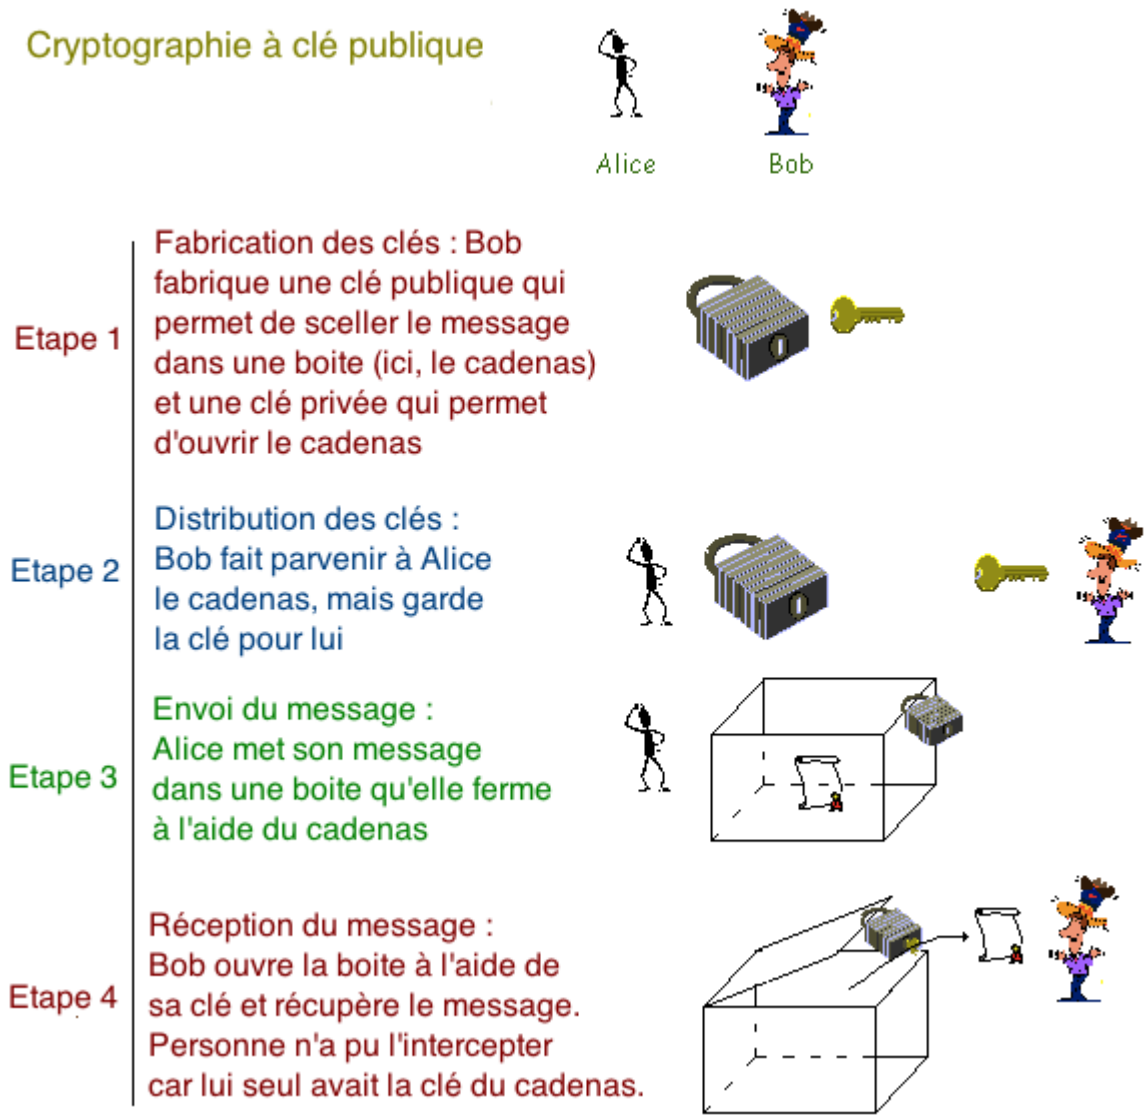 Cryptographie à clé publique
Alice
Bob
Etape 1
Fabrication des clés : Bob
fabrique une clé publique qui
permet de sceller le message
dans une boite (ici, le cadenas)
et une clé privée qui permet
d'ouvrir le cadenas
Etape 2
Distribution des clés :
Bob fait parvenir à Alice
le cadenas, mais garde
la clé pour lui
Etape 3
Envoi du message :
Alice met son message
dans une boite qu'elle ferme
à l'aide du cadenas
Etape 4
Réception du message :
Bob ouvre la boite à l'aide de
sa clé et récupère le message.
Personne n'a pu l'intercepter
car lui seul avait la clé du cadenas.